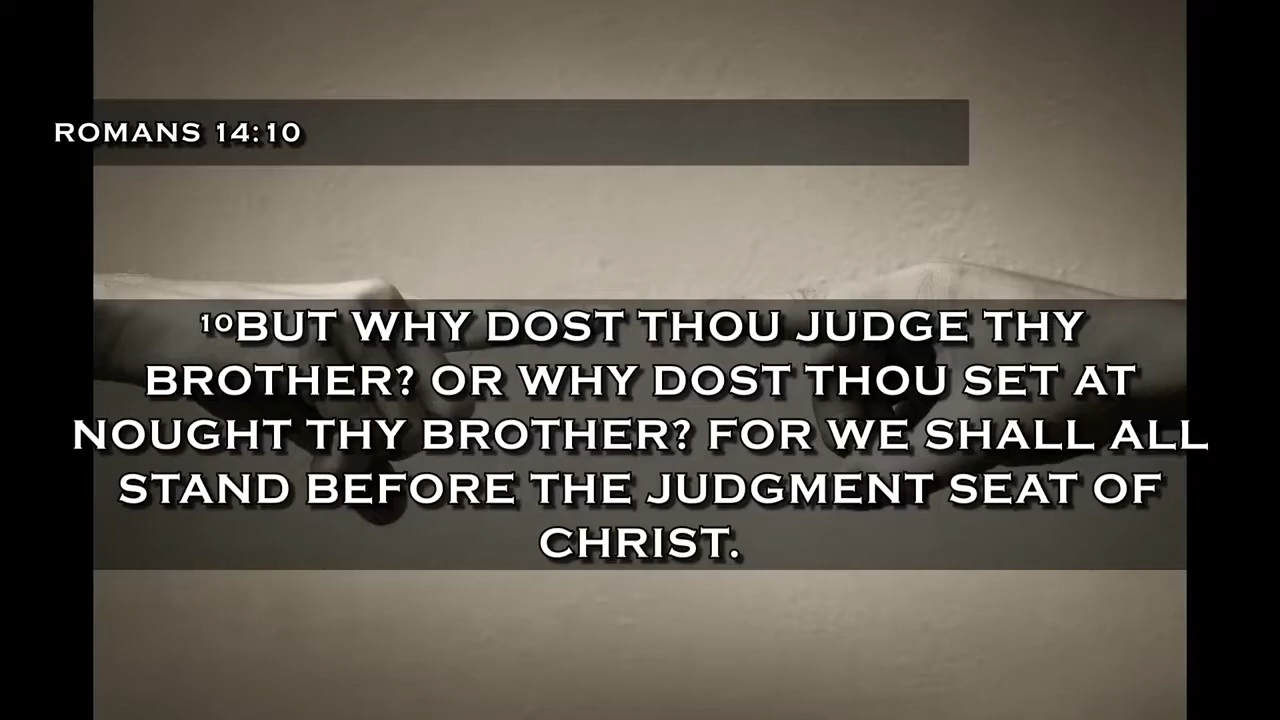 ROMANS 14:10
¹⁰BUT WHY DOST THOU JUDGE THY
BROTHER? OR WHY DOST THOU SET AT
NOUGHT THY BROTHER? FOR WE SHALL ALL
STAND BEFORE THE JUDGMENT SEAT OF
CHRIST.